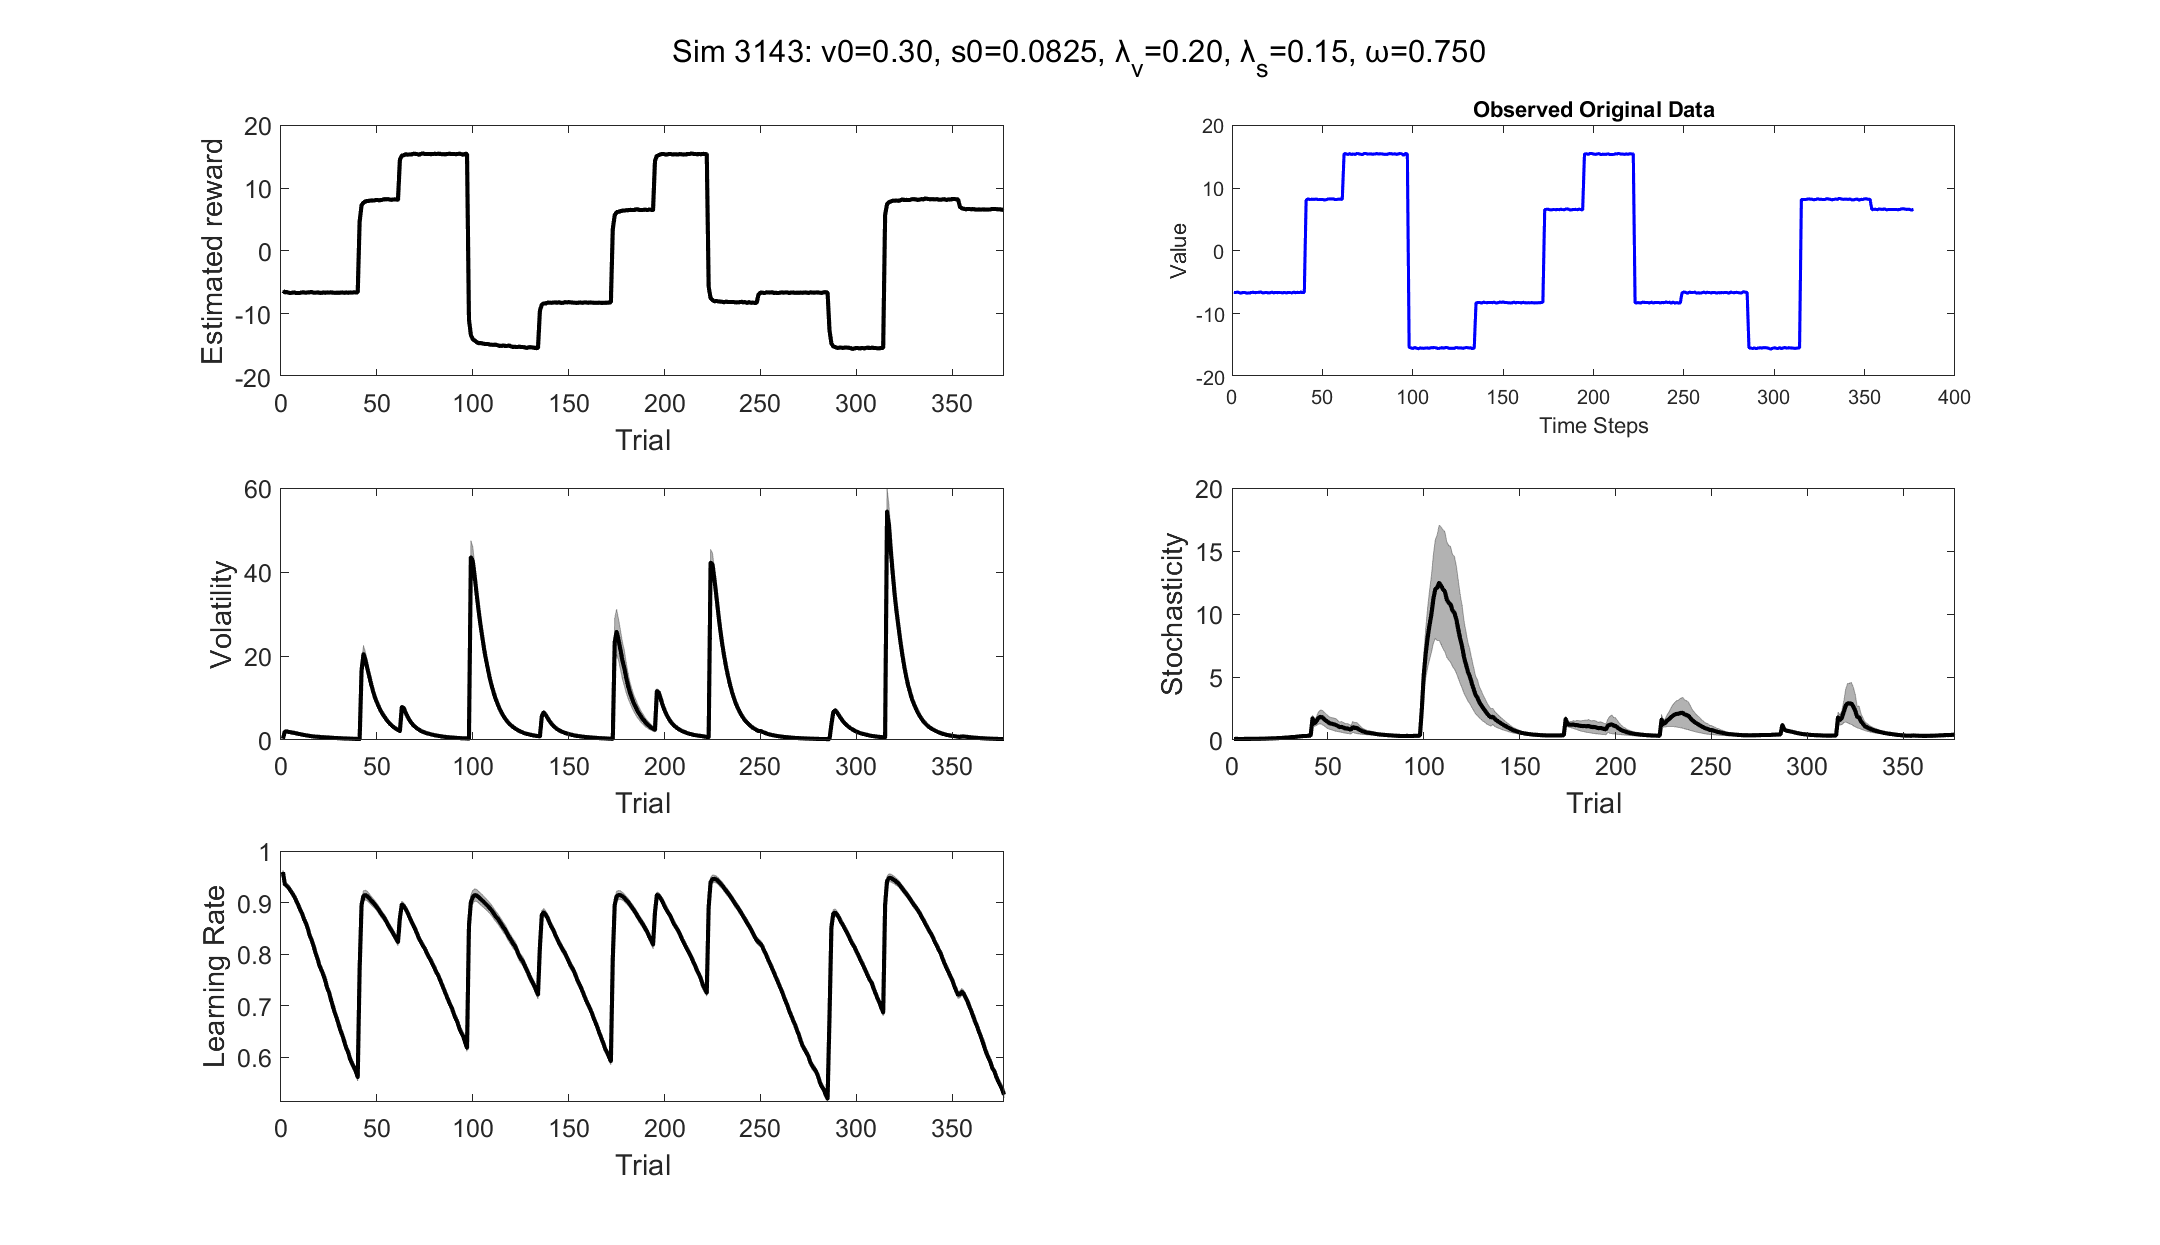 Sim 3143: v0=0.30, s0=0.0825, λ_v=0.20, λ_s=0.15, ω=0.750
20
10
0
-10
-20
0 50 100 150 200 250 300 350
Estimated reward
Trial
Observed Original Data
20
10
0
-10
-20
0 50 100 150 200 250 300 350 400
Value
Time Steps
60
40
20
0
0 50 100 150 200 250 300 350
Volatility
Trial
20
15
10
5
0
0 50 100 150 200 250 300 350
Stochasticity
Trial
1
0.9
0.8
0.7
0.6
0 50 100 150 200 250 300 350
Learning Rate
Trial